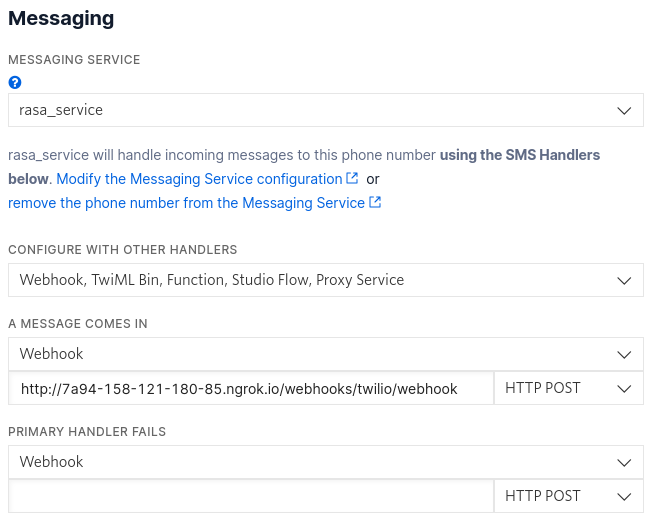 Messaging
MESSAGING SERVICE
?
rasa_service
rasa_service will handle incoming messages to this phone number using the SMS Handlers
below. Modify the Messaging Service configuration or
remove the phone number from the Messaging Service
CONFIGURE WITH OTHER HANDLERS
Webhook, TwiML Bin, Function, Studio Flow, Proxy Service
A MESSAGE COMES IN
Webhook
http://7a94-158-121-180-85.ngrok.io/webhooks/twilio/webhook HTTP POST
PRIMARY HANDLER FAILS
Webhook
HTTP POST